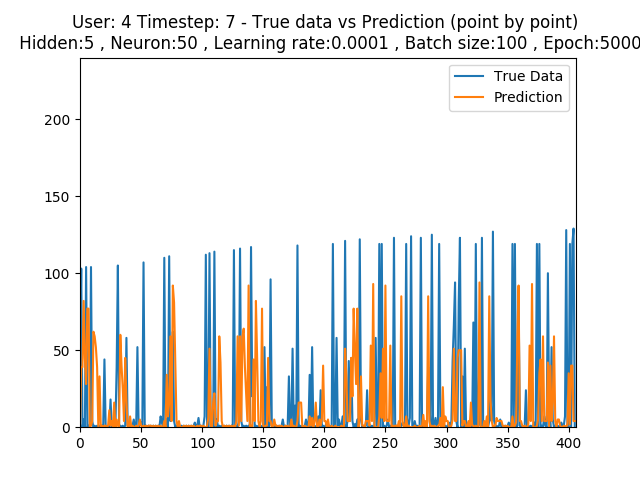 User: 4 Timestep: 7 - True data vs Prediction (point by point)
Hidden:5 , Neuron:50 , Learning rate:0.0001 , Batch size:100 , Epoch:5000
True Data
Prediction
200
150
100
50
0
0 50 100 150 200 250 300 350 400